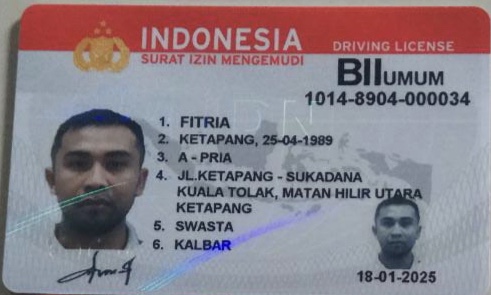 INDONESIA
SURAT IZIN MENGEMUDI
DRIVING LICENSE
BII UMUM
1014-8904-000034
1. FITRIA
2. KETAPANG, 25-04-1989
3. A - PRIA
4. JL.KETAPANG - SUKADANA
KUALA TOLAK, MATAN HILIR UTARA
KETAPANG
5. SWASTA
6. KALBAR
18-01-2025